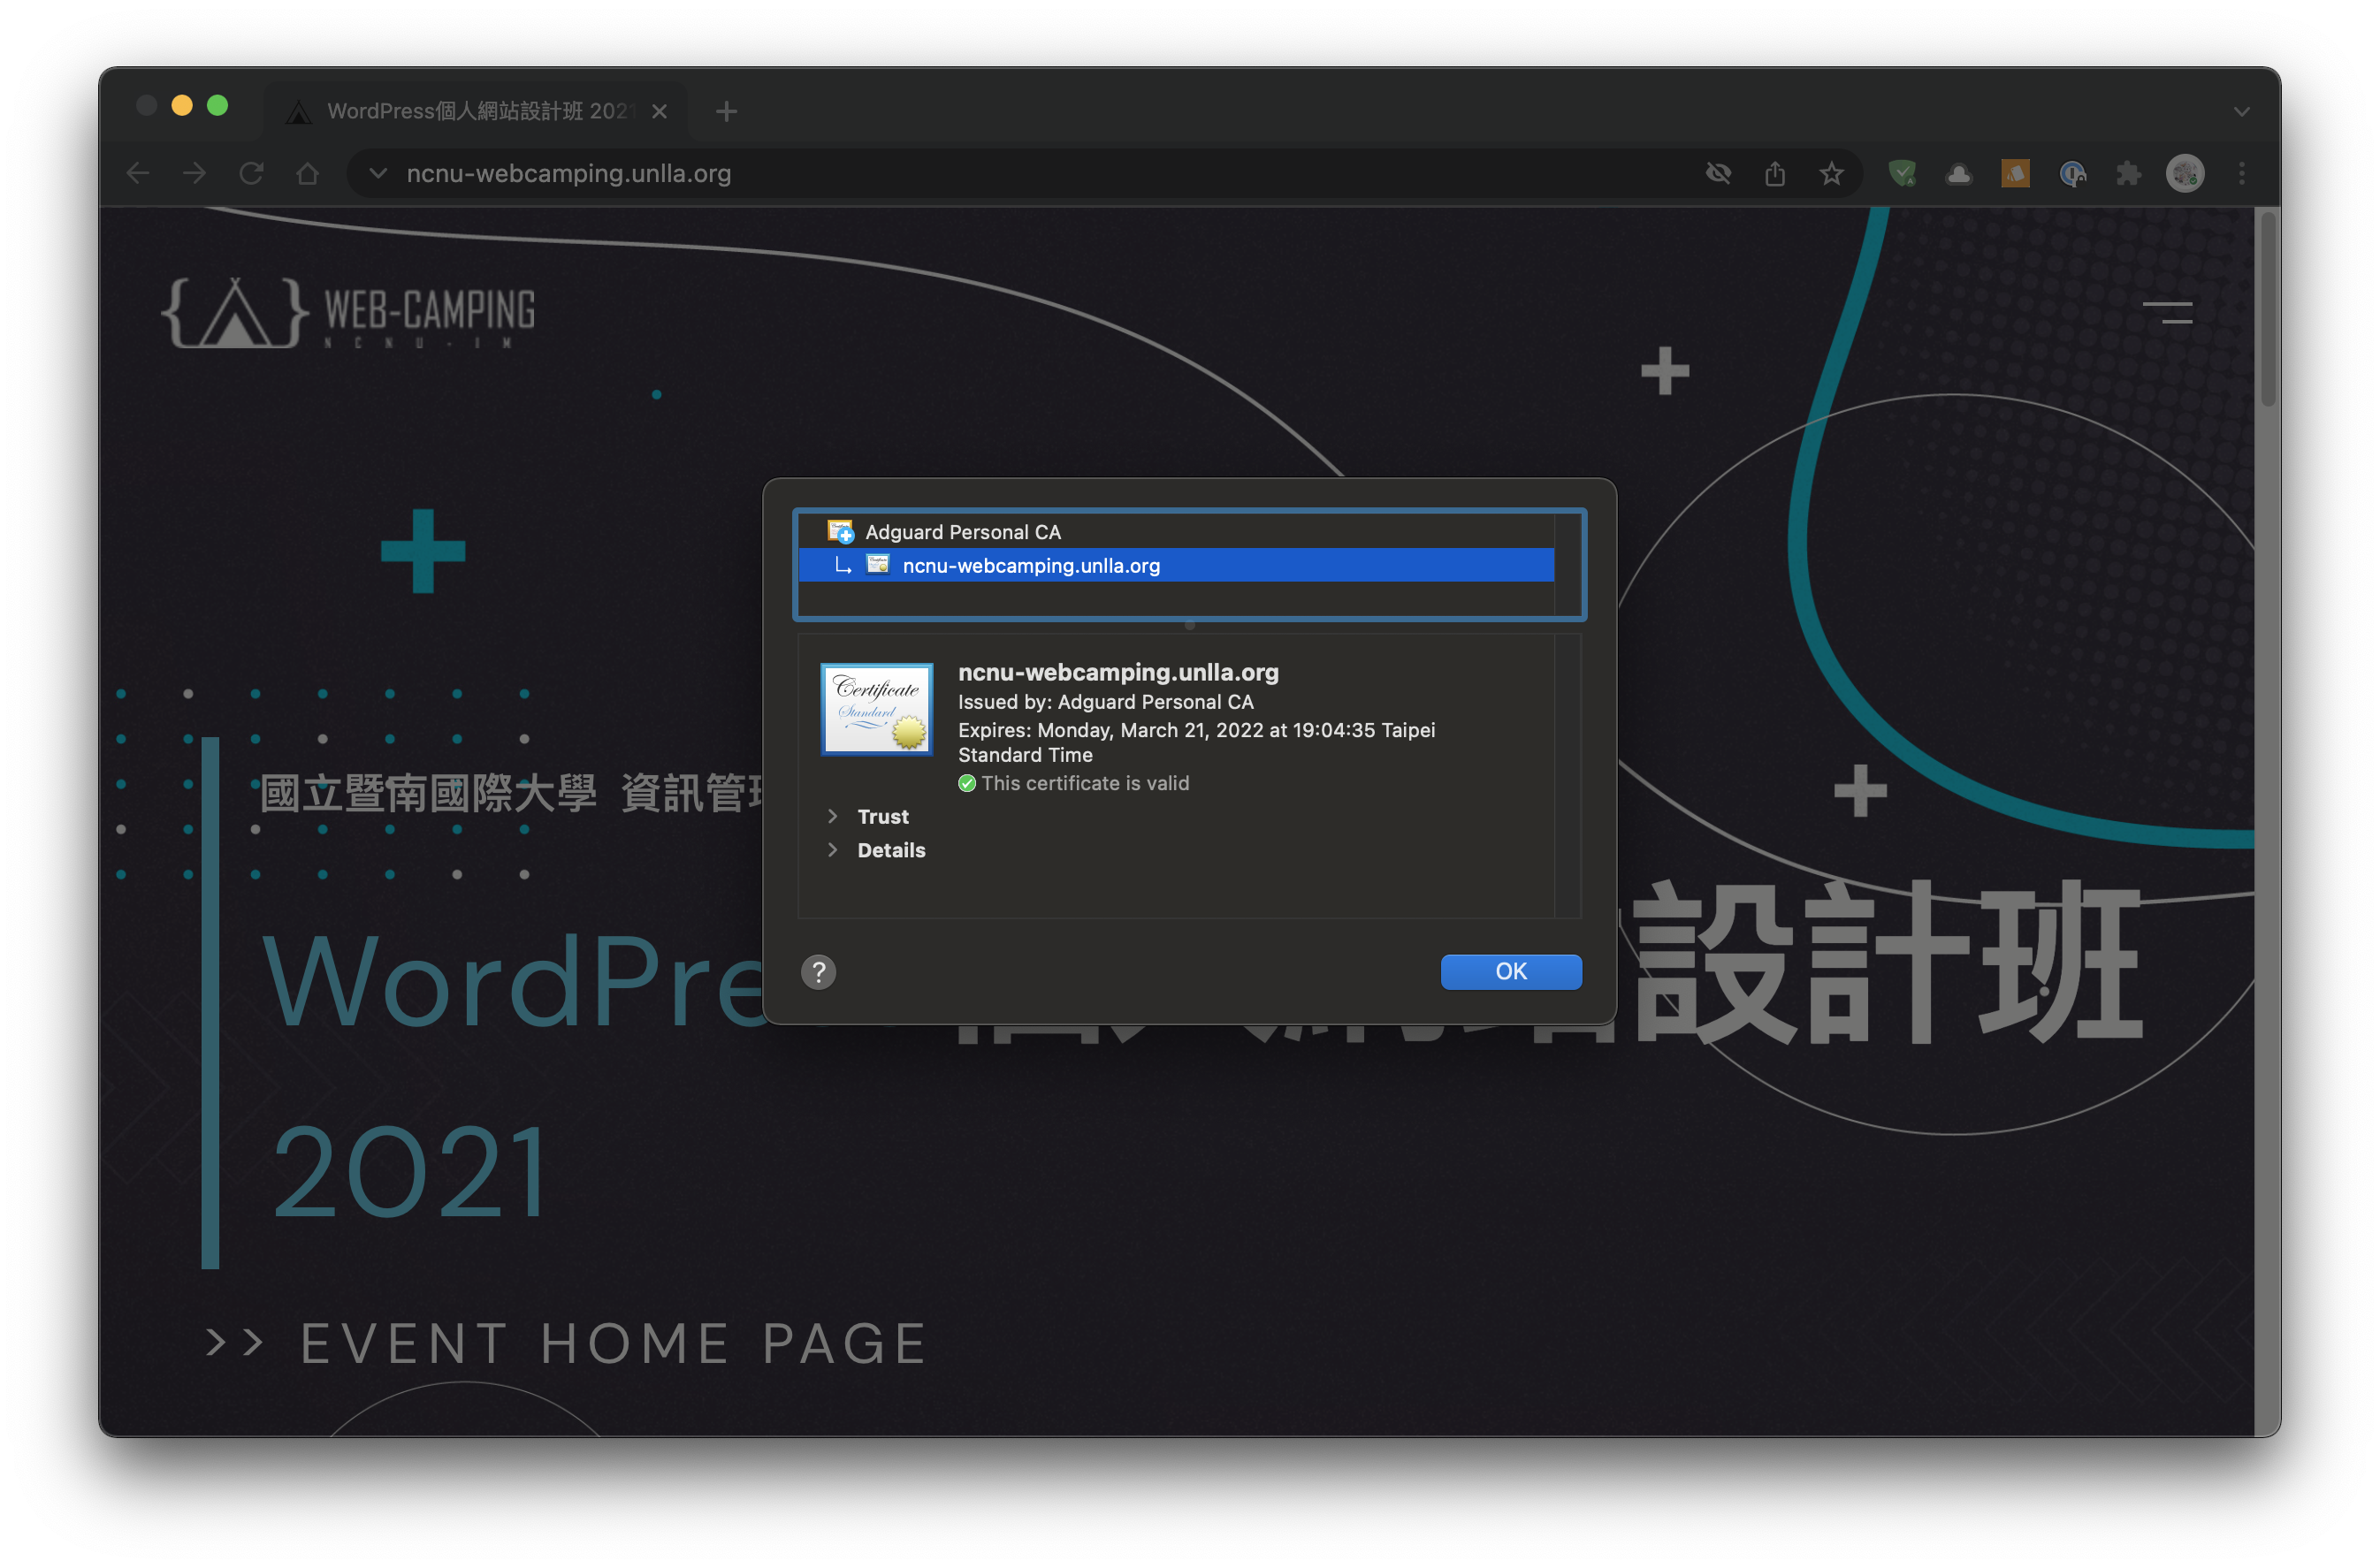 WordPress個人網站設計班 2021
ncnu-webcamping.unlla.org
WEB-CAMPING
NCNU-IM
Adguard Personal CA
ncnu-webcamping.unlla.org
Certificate
Standard
ncnu-webcamping.unlla.org
Issued by: Adguard Personal CA
Expires: Monday, March 21, 2022 at 19:04:35 Taipei
Standard Time
This certificate is valid
Trust
Details
?
OK
國立暨南國際大學 資訊管
WordPre 設計班
2021
>> EVENT HOME PAGE